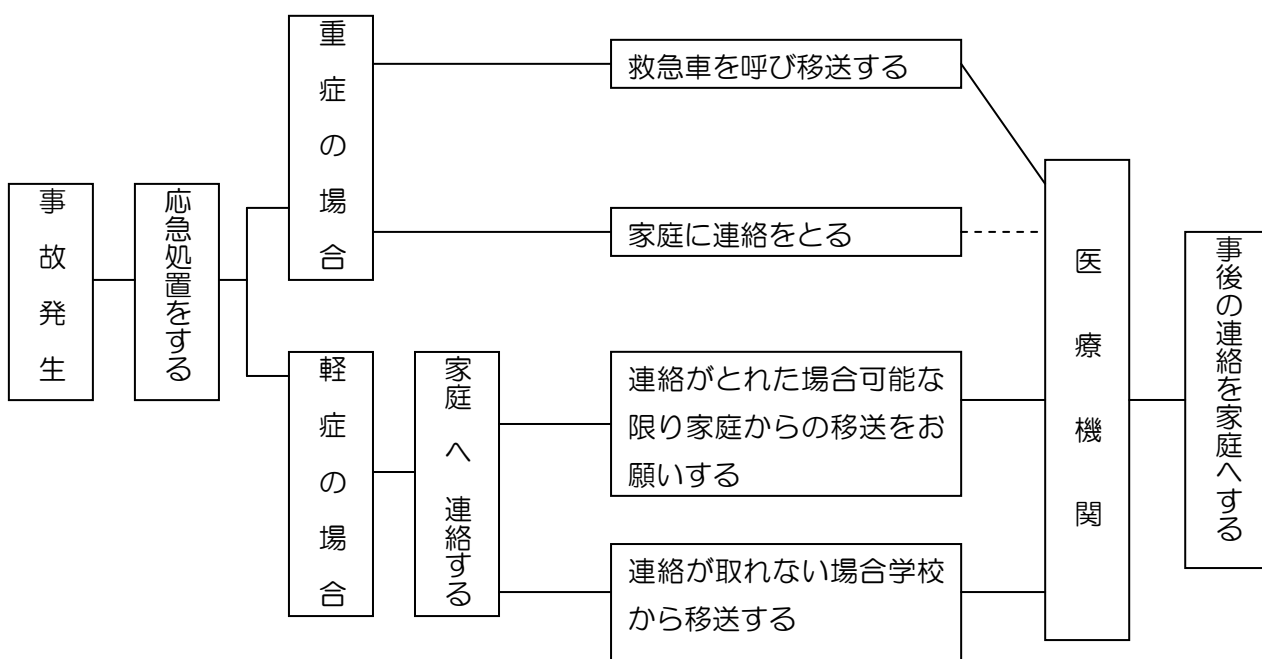 事故発生
応急処置をする
重症の場合
救急車を呼び移送する
家庭に連絡をとる
軽症の場合
家庭へ連絡する
連絡がとれた場合可能な
限り家庭からの移送をお
願いする
連絡が取れない場合学校
から移送する
医療機関
事後の連絡を家庭へする